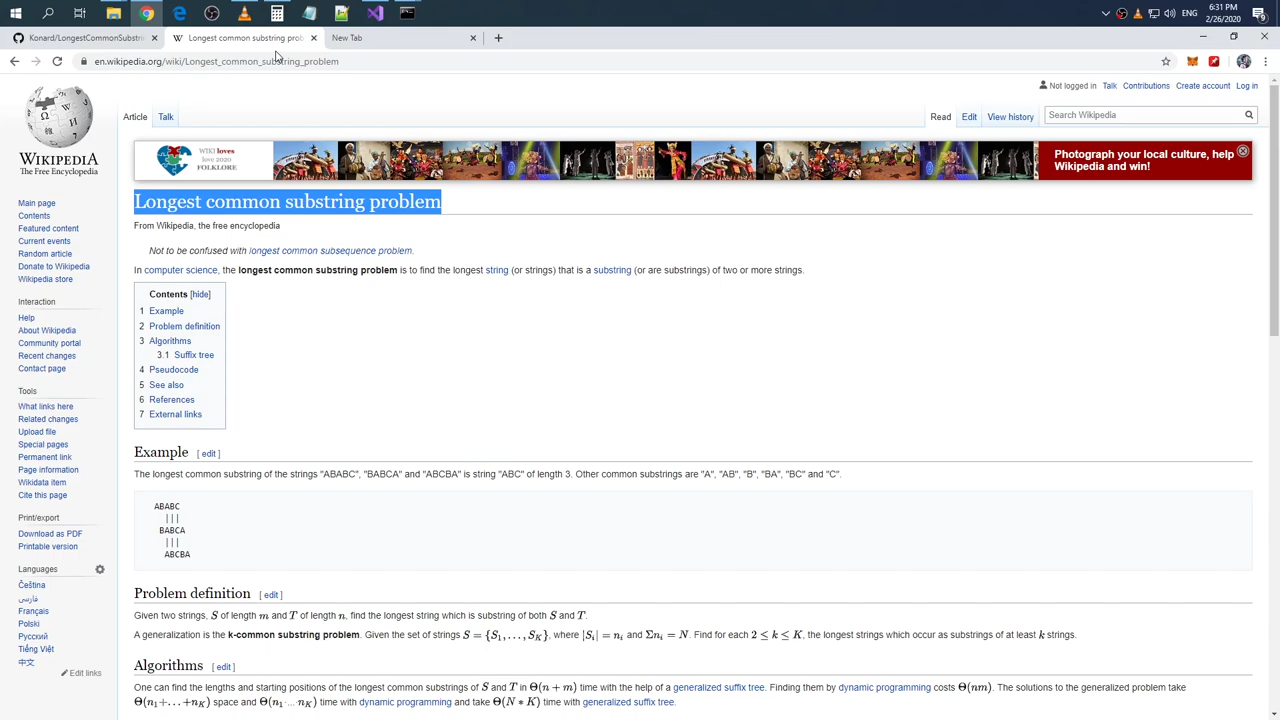 6:31 PM
ENG
2/26/2020
Konard/LongestCommonSubstri
Longest common substring prob
New Tab
en.wikipedia.org/wiki/Longest_common_substring_problem
Not logged in Talk Contributions Create account Log in
WIKIPEDIA
The Free Encyclopedia
Article Talk
Read Edit View history
Search Wikipedia
WIKI loves
love 2020
FOLKLORE
Photograph your local culture, help
Wikipedia and win!
Longest common substring problem
From Wikipedia, the free encyclopedia
Not to be confused with longest common subsequence problem.
In computer science, the longest common substring problem is to find the longest string (or strings) that is a substring (or are substrings) of two or more strings.
Contents [hide]
1 Example
2 Problem definition
3 Algorithms
3.1 Suffix tree
4 Pseudocode
5 See also
6 References
7 External links
Main page
Contents
Featured content
Current events
Random article
Donate to Wikipedia
Wikipedia store
Interaction
Help
About Wikipedia
Community portal
Recent changes
Contact page
Tools
What links here
Related changes
Upload file
Special pages
Permanent link
Page information
Wikidata item
Cite this page
Print/export
Download as PDF
Printable version
Languages
Čeština
فارسی
Français
Polski
Русский
Tiếng Việt
中文
Edit links
Example [ edit ]
The longest common substring of the strings "ABABC", "BABCA" and "ABCBA" is string "ABC" of length 3. Other common substrings are "A", "AB", "B", "BA", "BC" and "C".
ABABC
|||
BABCA
|||
ABCBA
Problem definition [ edit ]
Given two strings, S of length m and T of length n, find the longest string which is substring of both S and T.
A generalization is the k-common substring problem. Given the set of strings S = {S₁, . . . , S_K}, where |Sᵢ| = nᵢ and Σnᵢ = N. Find for each 2 ≤ k ≤ K, the longest strings which occur as substrings of at least k strings.
Algorithms [ edit ]
One can find the lengths and starting positions of the longest common substrings of S and T in Θ(n + m) time with the help of a generalized suffix tree. Finding them by dynamic programming costs Θ(nm). The solutions to the generalized problem take
Θ(n₁+. . .+n_K) space and Θ(n₁· . . . ·n_K) time with dynamic programming and take Θ(N * K) time with generalized suffix tree.